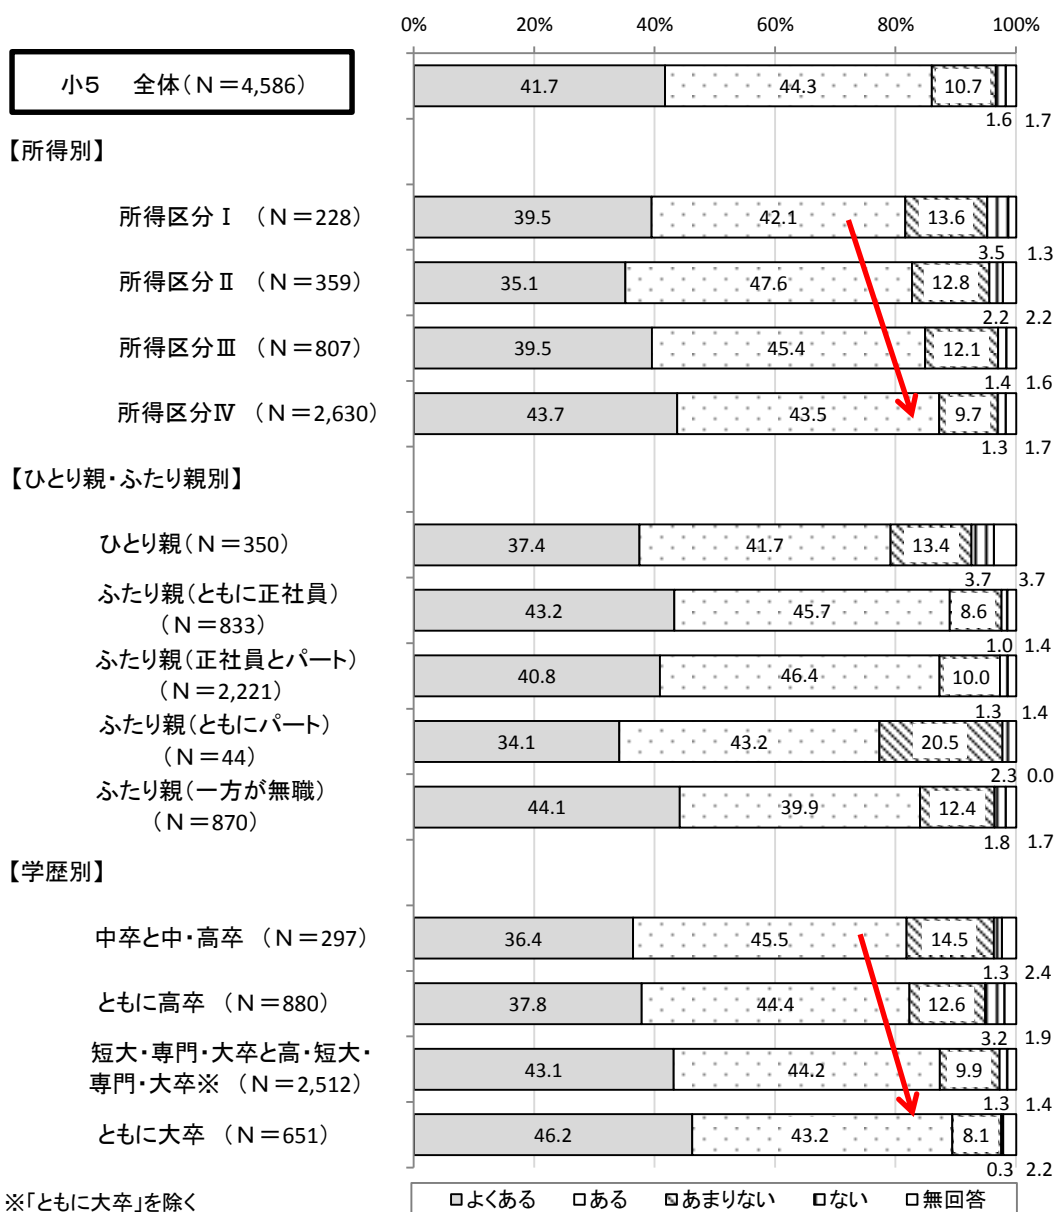 0% 20% 40% 60% 80% 100%
小5 全体(N=4,586) 41.7 44.3 10.7
1.6 1.7
【所得別】
所得区分Ⅰ (N=228) 39.5 42.1 13.6
3.5 1.3
所得区分Ⅱ (N=359) 35.1 47.6 12.8
2.2 2.2
所得区分Ⅲ (N=807) 39.5 45.4 12.1
1.4 1.6
所得区分Ⅳ (N=2,630) 43.7 43.5 9.7
1.3 1.7
【ひとり親・ふたり親別】
ひとり親(N=350) 37.4 41.7 13.4
3.7 3.7
ふたり親(ともに正社員)
(N=833) 43.2 45.7 8.6
1.0 1.4
ふたり親(正社員とパート)
(N=2,221) 40.8 46.4 10.0
1.3 1.4
ふたり親(ともにパート)
(N=44) 34.1 43.2 20.5
2.3 0.0
ふたり親(一方が無職)
(N=870) 44.1 39.9 12.4
1.8 1.7
【学歴別】
中卒と中・高卒 (N=297) 36.4 45.5 14.5
1.3 2.4
ともに高卒 (N=880) 37.8 44.4 12.6
3.2 1.9
短大・専門・大卒と高・短大・
専門・大卒※ (N=2,512) 43.1 44.2 9.9
1.3 1.4
ともに大卒 (N=651) 46.2 43.2 8.1
0.3 2.2
※「ともに大卒」を除く
よくある ある あまりない ない 無回答